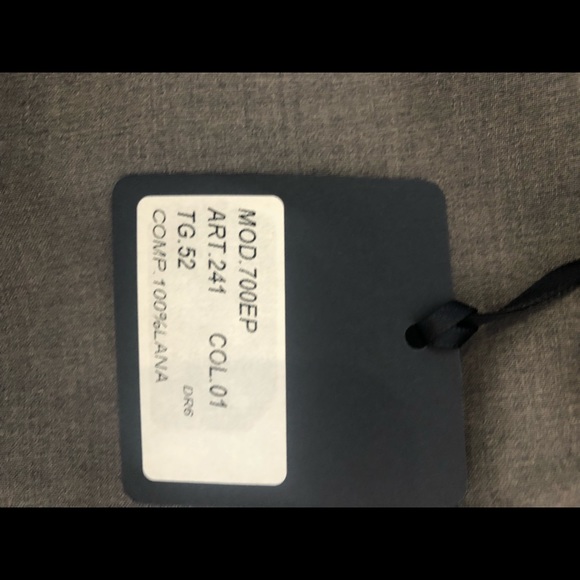 MOD.700EP
ART.241 COL.01
TG.52 DR6
COMP.100%LANA